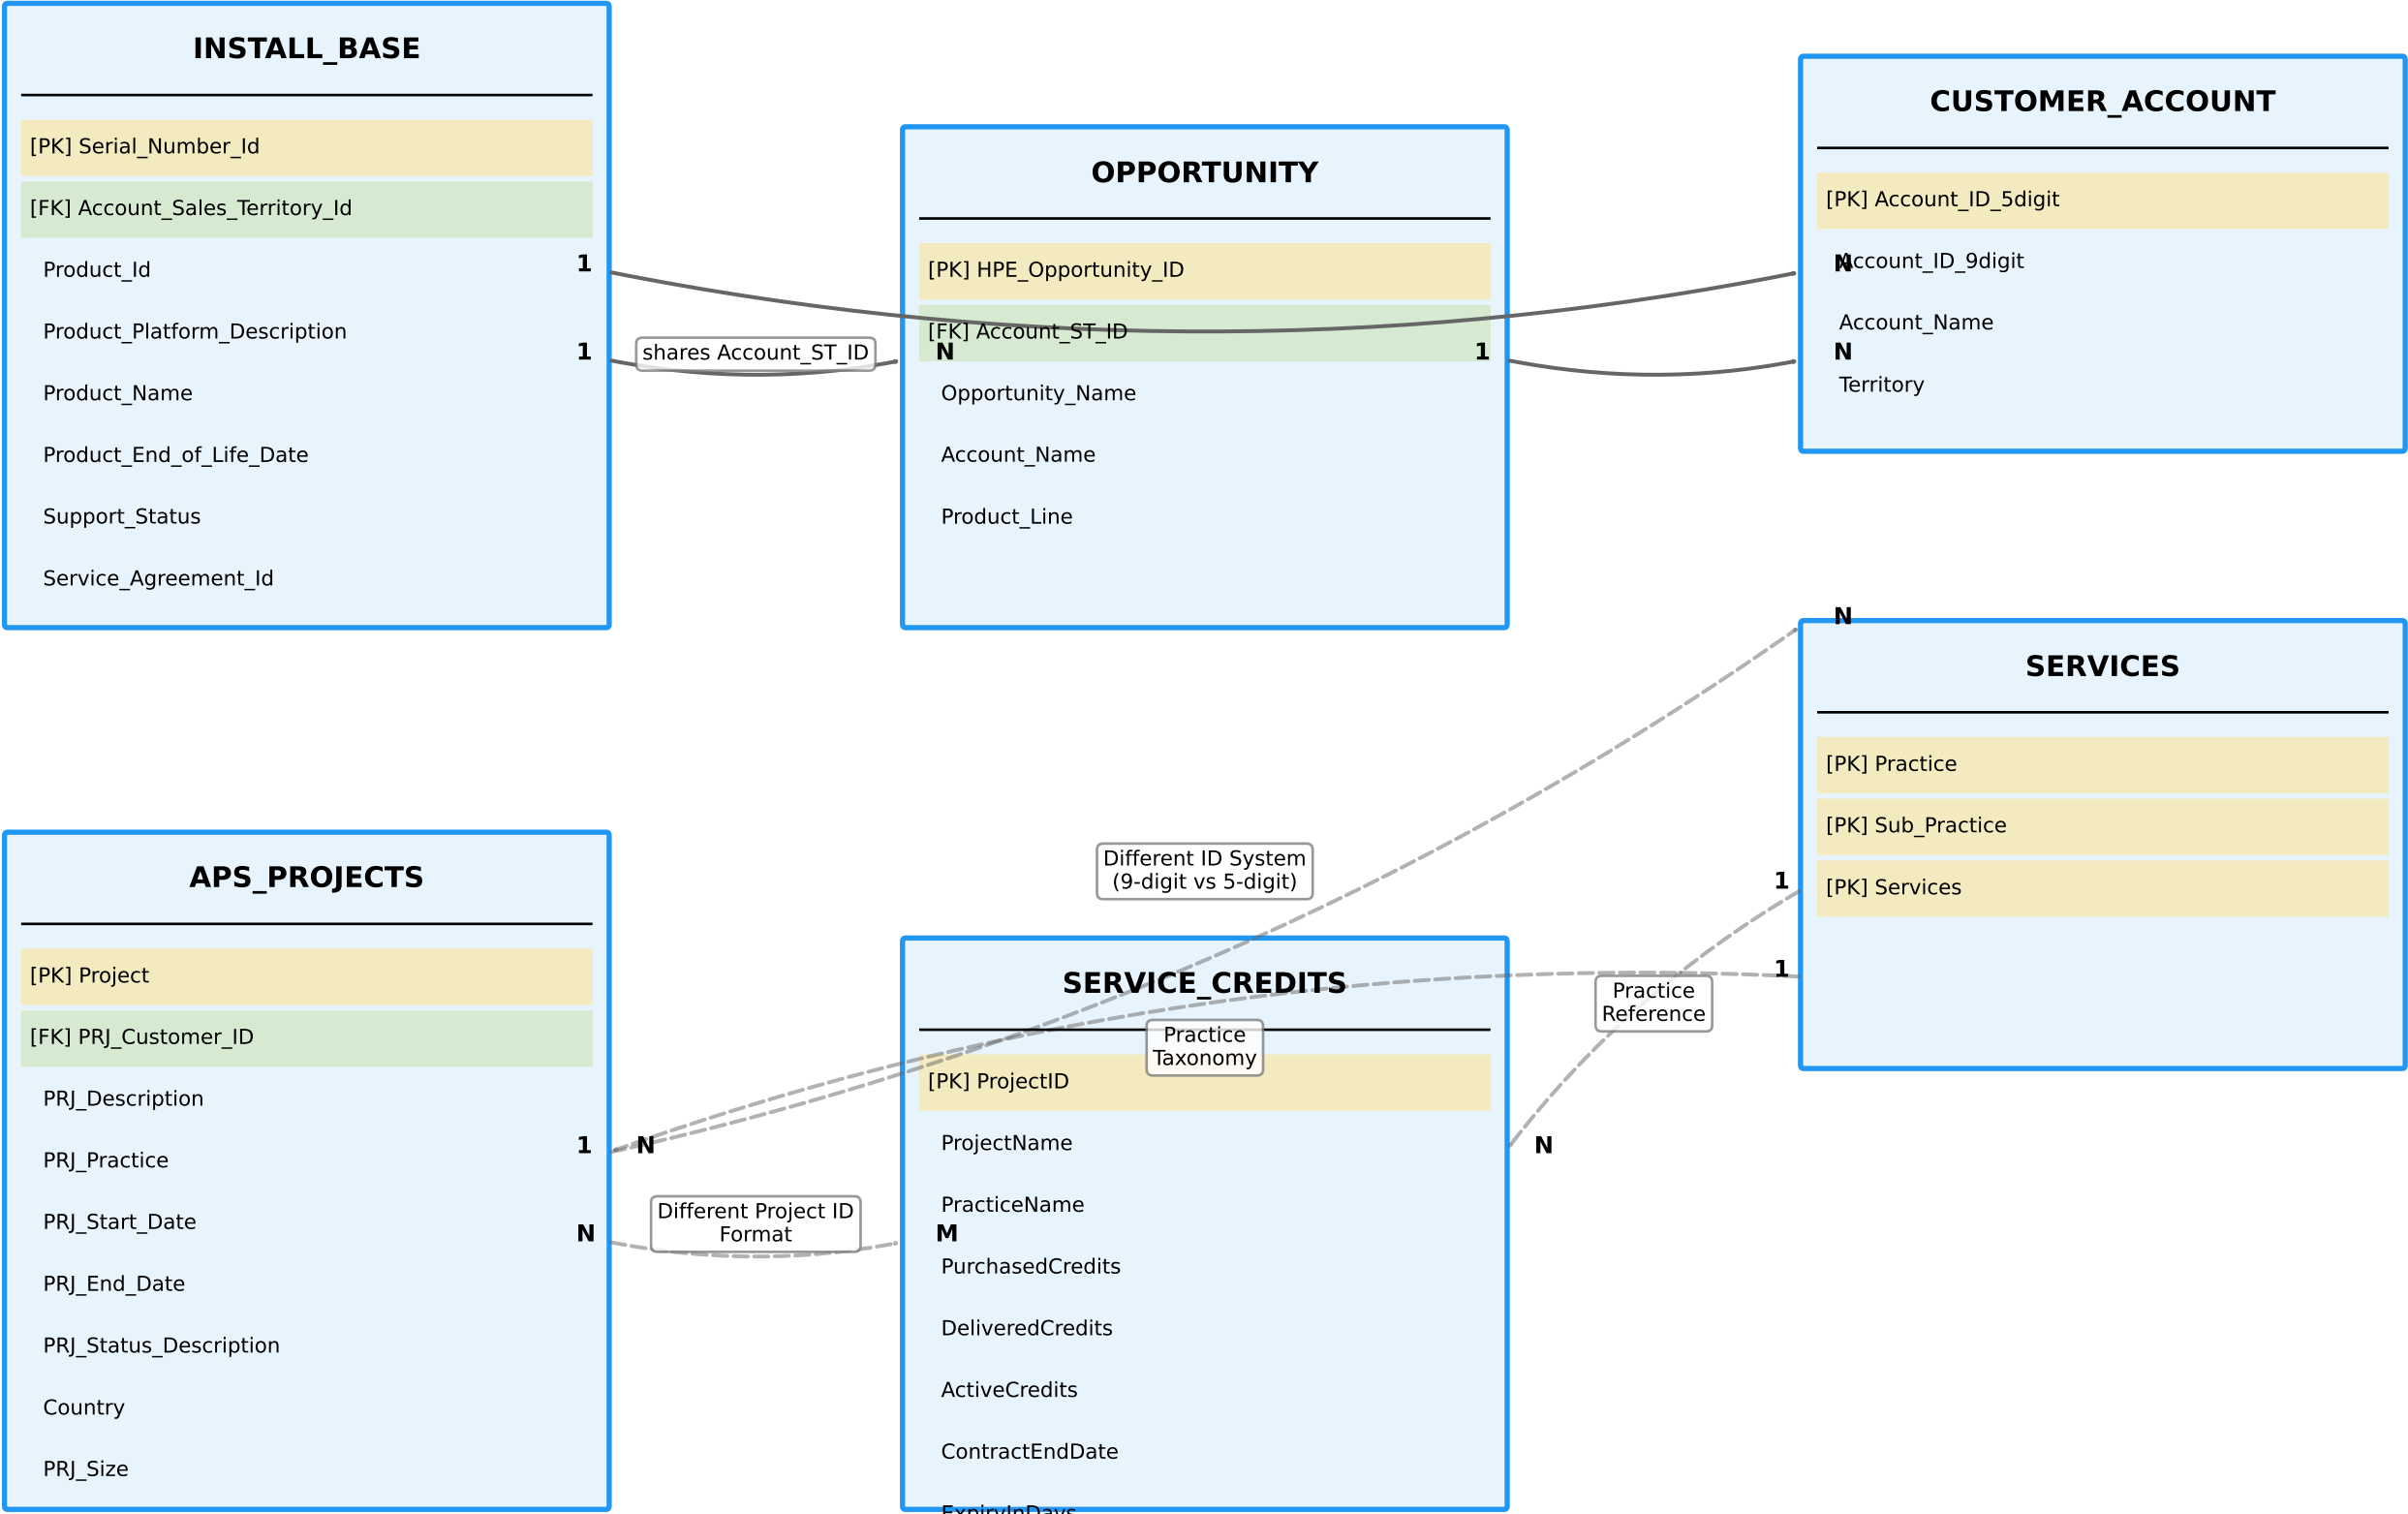 INSTALL_BASE
[PK] Serial_Number_Id
[FK] Account_Sales_Territory_Id
Product_Id
1
Product_Platform_Description
1
Product_Name
Product_End_of_Life_Date
Support_Status
Service_Agreement_Id
shares Account_ST_ID
OPPORTUNITY
[PK] HPE_Opportunity_ID
[FK] Account_ST_ID
N
1
Opportunity_Name
Account_Name
Product_Line
CUSTOMER_ACCOUNT
[PK] Account_ID_5digit
N
Account_ID_9digit
Account_Name
N
Territory
N
SERVICES
[PK] Practice
[PK] Sub_Practice
[PK] Services
1
1
Different ID System
(9-digit vs 5-digit)
Practice
Reference
APS_PROJECTS
[PK] Project
[FK] PRJ_Customer_ID
PRJ_Description
PRJ_Practice
1
N
PRJ_Start_Date
N
PRJ_End_Date
PRJ_Status_Description
Country
PRJ_Size
Different Project ID
Format
SERVICE_CREDITS
Practice
Taxonomy
[PK] ProjectID
ProjectName
N
PracticeName
M
PurchasedCredits
DeliveredCredits
ActiveCredits
ContractEndDate
ExpiryInDays